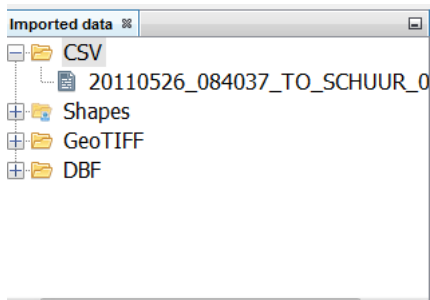 Imported data
CSV
20110526_084037_TO_SCHUUR_0
Shapes
GeoTIFF
DBF